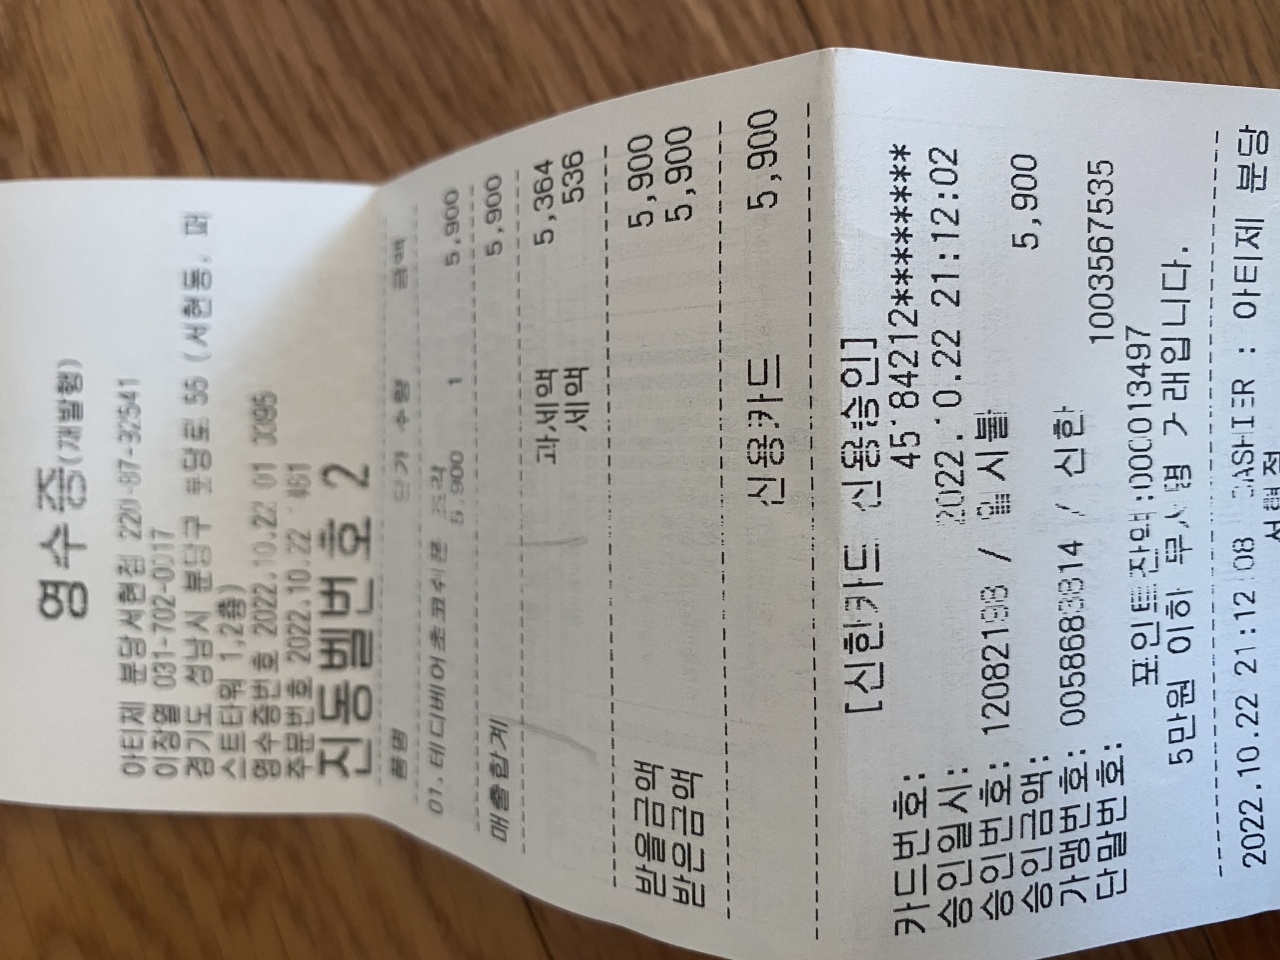 영수증(재발행)
아티제 분당서현점 220-87-92541
이창열 031-702-0017
경기도 성남시 분당구 분당로 55 (서현동, 퍼
스트타워 1,2층)
영수증번호 2022.10.22 01 0095
주문번호 2022.10.22 461
진동벨번호 2
품명 단가 수량 금액
01.테디베어초코쉬폰 조각
5,900 1 5,900
매출합계 5,900
과세액 5,364
세액 536
받을금액 5,900
받은금액 5,900
신용카드 5,900
[신한카드 신용승인]
카드번호: 45 84212********
승인일시: 2022.10.22 21:12:02
승인번호: / 일시불
승인금액: 5,900
가맹번호: / 신한
단말번호: 1003567535
포인트잔액:000013497
5만원 이하 무서명 거래입니다.
2022.10.22 21:12:08 CASHIER : 아티제 분당
서현점